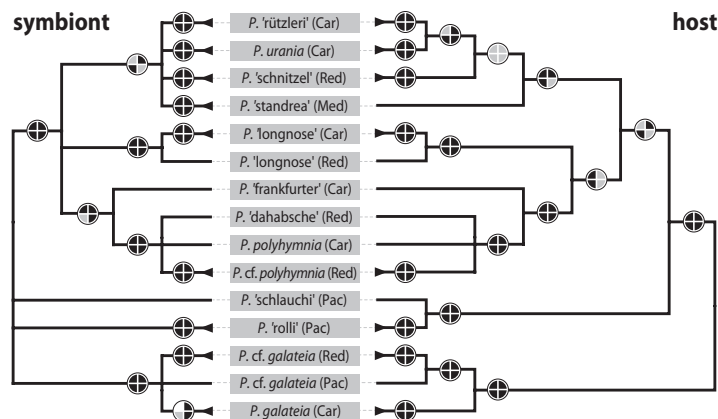 symbiont
host
P. 'rützleri' (Car)
P. urania (Car)
P. 'schnitzel' (Red)
P. 'standrea' (Med)
P. 'longnose' (Car)
P. 'longnose' (Red)
P. 'frankfurter' (Car)
P. 'dahabsche' (Red)
P. polyhymnia (Car)
P. cf. polyhymnia (Red)
P. 'schlauchi' (Pac)
P. 'rolli' (Pac)
P. cf. galateia (Red)
P. cf. galateia (Pac)
P. galateia (Car)